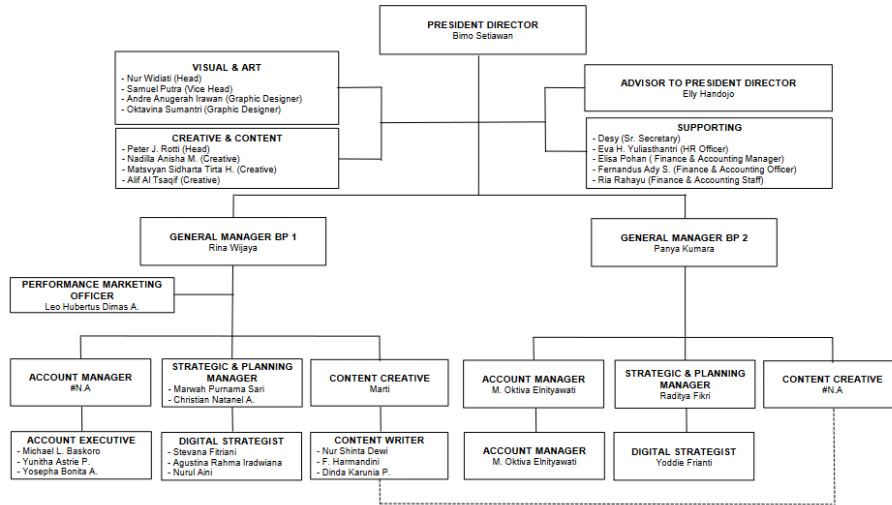 PRESIDENT DIRECTOR
Bimo Setiawan
VISUAL & ART
- Nur Widiati (Head)
- Samuel Putra (Vice Head)
- Andre Anugerah Irawan (Graphic Designer)
- Oktavina Sumantri (Graphic Designer)
ADVISOR TO PRESIDENT DIRECTOR
Elly Handojo
CREATIVE & CONTENT
- Peter J. Rotti (Head)
- Nadilla Anisha M. (Creative)
- Matsvyan Sidharta Tirta H. (Creative)
- Alif Al Tsaqif (Creative)
SUPPORTING
- Desy (Sr. Secretary)
- Eva H. Yuliasthantri (HR Officer)
- Elisa Pohan ( Finance & Accounting Manager)
- Fernandus Ady S. (Finance & Accounting Officer)
- Ria Rahayu (Finance & Accounting Staff)
GENERAL MANAGER BP 1
Rina Wijaya
GENERAL MANAGER BP 2
Panya Kumara
PERFORMANCE MARKETING
OFFICER
Leo Hubertus Dimas A.
ACCOUNT MANAGER
#N.A
STRATEGIC & PLANNING
MANAGER
- Marwah Purnama Sari
- Christian Natanel A.
CONTENT CREATIVE
Marti
ACCOUNT MANAGER
M. Oktiva Elnityawati
STRATEGIC & PLANNING
MANAGER
Raditya Fikri
CONTENT CREATIVE
#N.A
ACCOUNT EXECUTIVE
- Michael L. Baskoro
- Yunitha Astrie P.
- Yosepha Bonita A.
DIGITAL STRATEGIST
- Stevana Fitriani
- Agustina Rahma Iradwiana
- Nurul Aini
CONTENT WRITER
- Nur Shinta Dewi
- F. Harmandini
- Dinda Karunia P.
ACCOUNT MANAGER
M. Oktiva Elnityawati
DIGITAL STRATEGIST
Yoddie Frianti